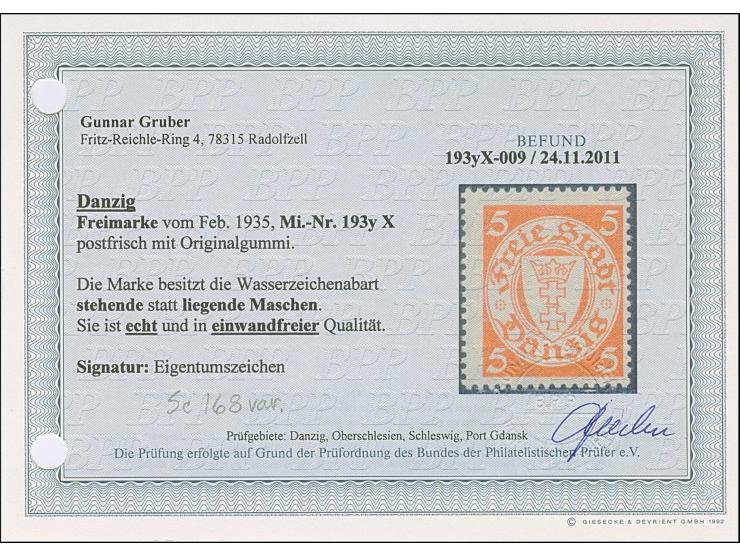 Gunnar Gruber
Fritz-Reichle-Ring 4, 78315 Radolfzell
BEFUND
193yX-009 / 24.11.2011
Danzig
Freimarke vom Feb. 1935, Mi.-Nr. 193y X
postfrisch mit Originalgummi.
Die Marke besitzt die Wasserzeichenabart
stehende statt liegende Maschen.
Sie ist echt und in einwandfreier Qualität.
Signatur: Eigentumszeichen
5 5
Freie Stadt
Danzig
5 5
Sc 168 var.
Prüfgebiete: Danzig, Oberschlesien, Schleswig, Port Gdansk
Die Prüfung erfolgte auf Grund der Prüfordnung des Bundes der Philatelistischen Prüfer e.V.
© GIESECKE & DEVRIENT GMBH 1992